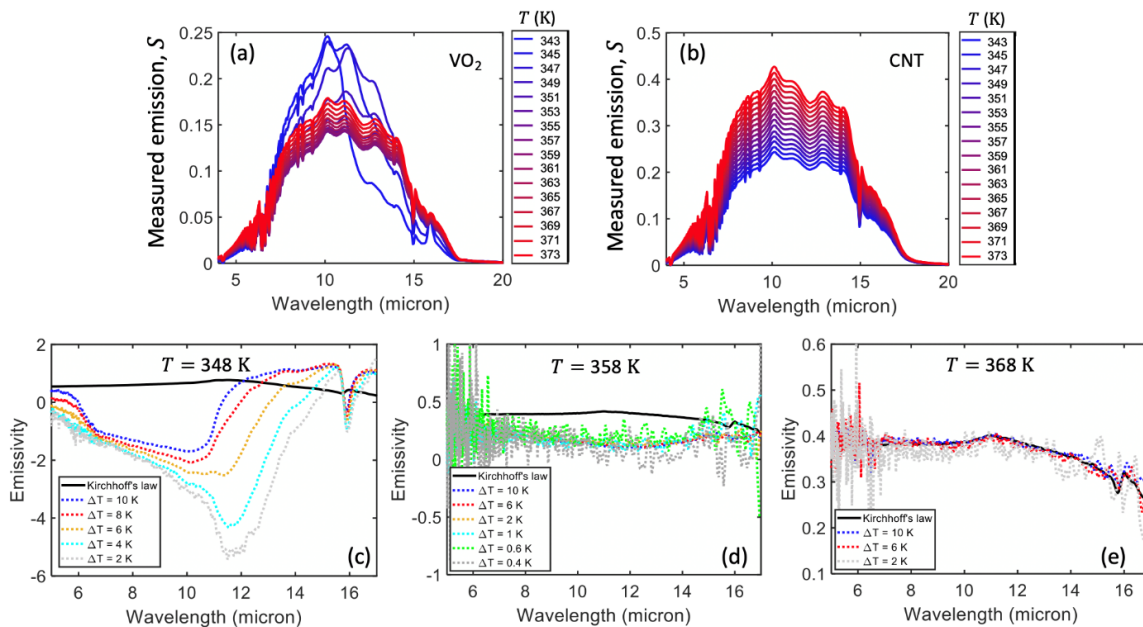 T (K)
0.25
(a)
VO₂
0.2
0.15
0.1
0.05
0
5
10
15
20
Measured emission, S
Wavelength (micron)
343
345
347
349
351
353
355
357
359
361
363
365
367
369
371
373
T (K)
0.5
(b)
CNT
0.4
0.3
0.2
0.1
0
5
10
15
20
Measured emission, S
Wavelength (micron)
343
345
347
349
351
353
355
357
359
361
363
365
367
369
371
373
2
0
-2
-4
-6
Emissivity
T = 348 K
Kirchhoff's law
ΔT = 10 K
ΔT = 8 K
ΔT = 6 K
ΔT = 4 K
ΔT = 2 K
(c)
6
8
10
12
14
16
Wavelength (micron)
1
0.5
0
-0.5
-1
Emissivity
T = 358 K
Kirchhoff's law
ΔT = 10 K
ΔT = 6 K
ΔT = 2 K
ΔT = 1 K
ΔT = 0.6 K
ΔT = 0.4 K
(d)
6
8
10
12
14
16
Wavelength (micron)
0.6
0.5
0.4
0.3
0.2
0.1
Emissivity
T = 368 K
Kirchhoff's law
ΔT = 10 K
ΔT = 6 K
ΔT = 2 K
(e)
6
8
10
12
14
16
Wavelength (micron)